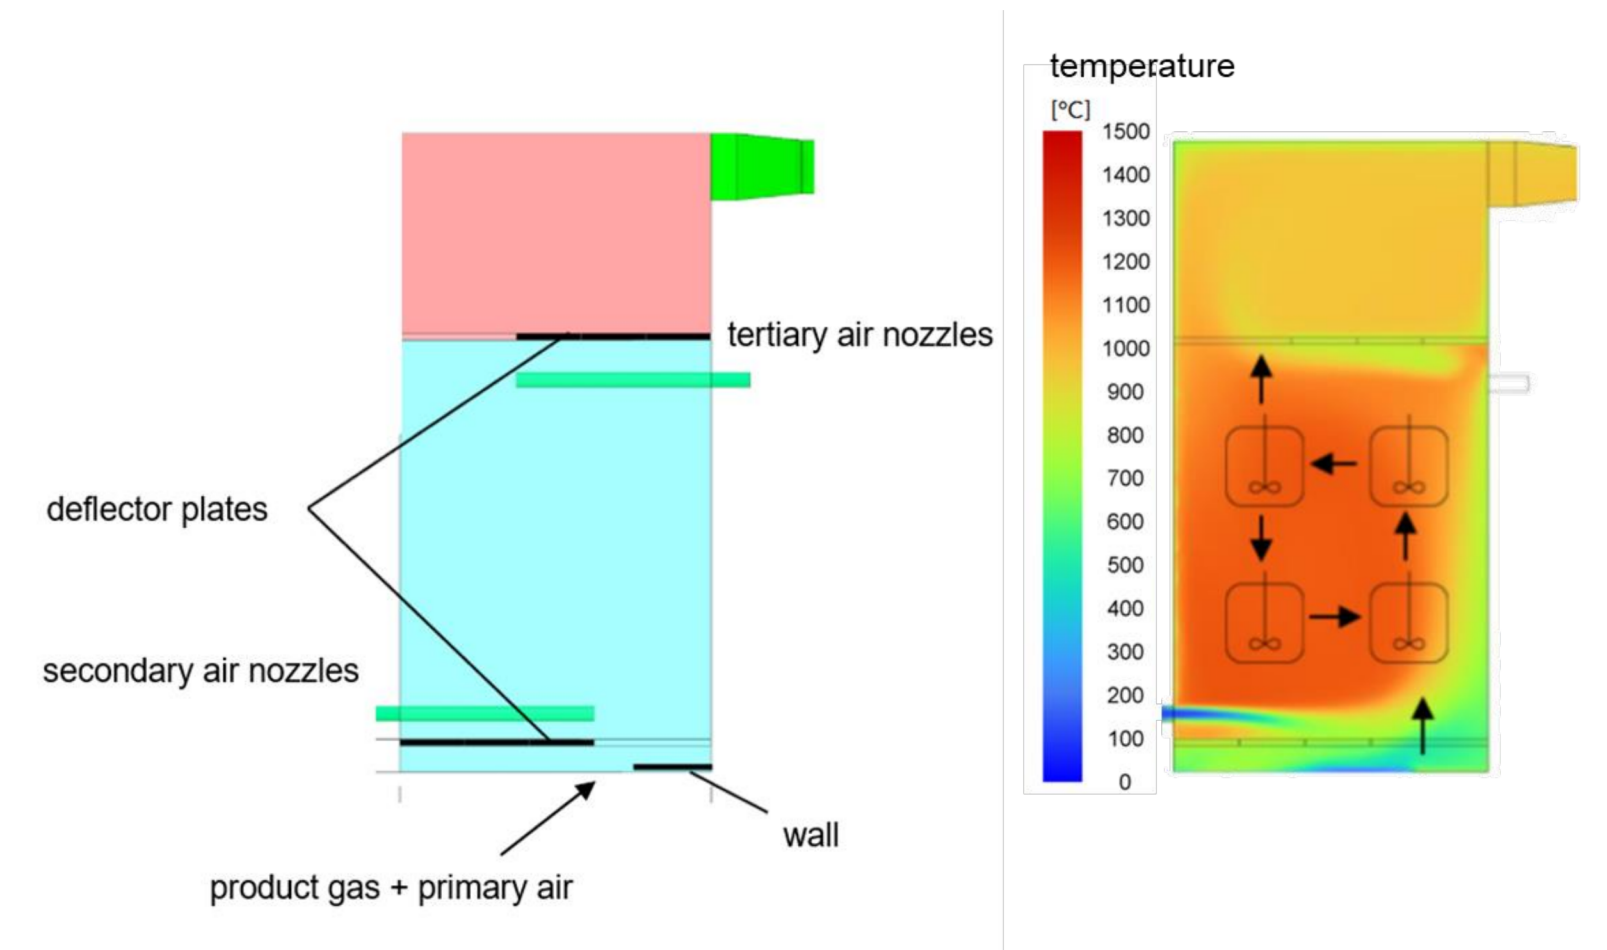 tertiary air nozzles
deflector plates
secondary air nozzles
wall
product gas + primary air
temperature
[°C]
1500
1400
1300
1200
1100
1000
900
800
700
600
500
400
300
200
100
0